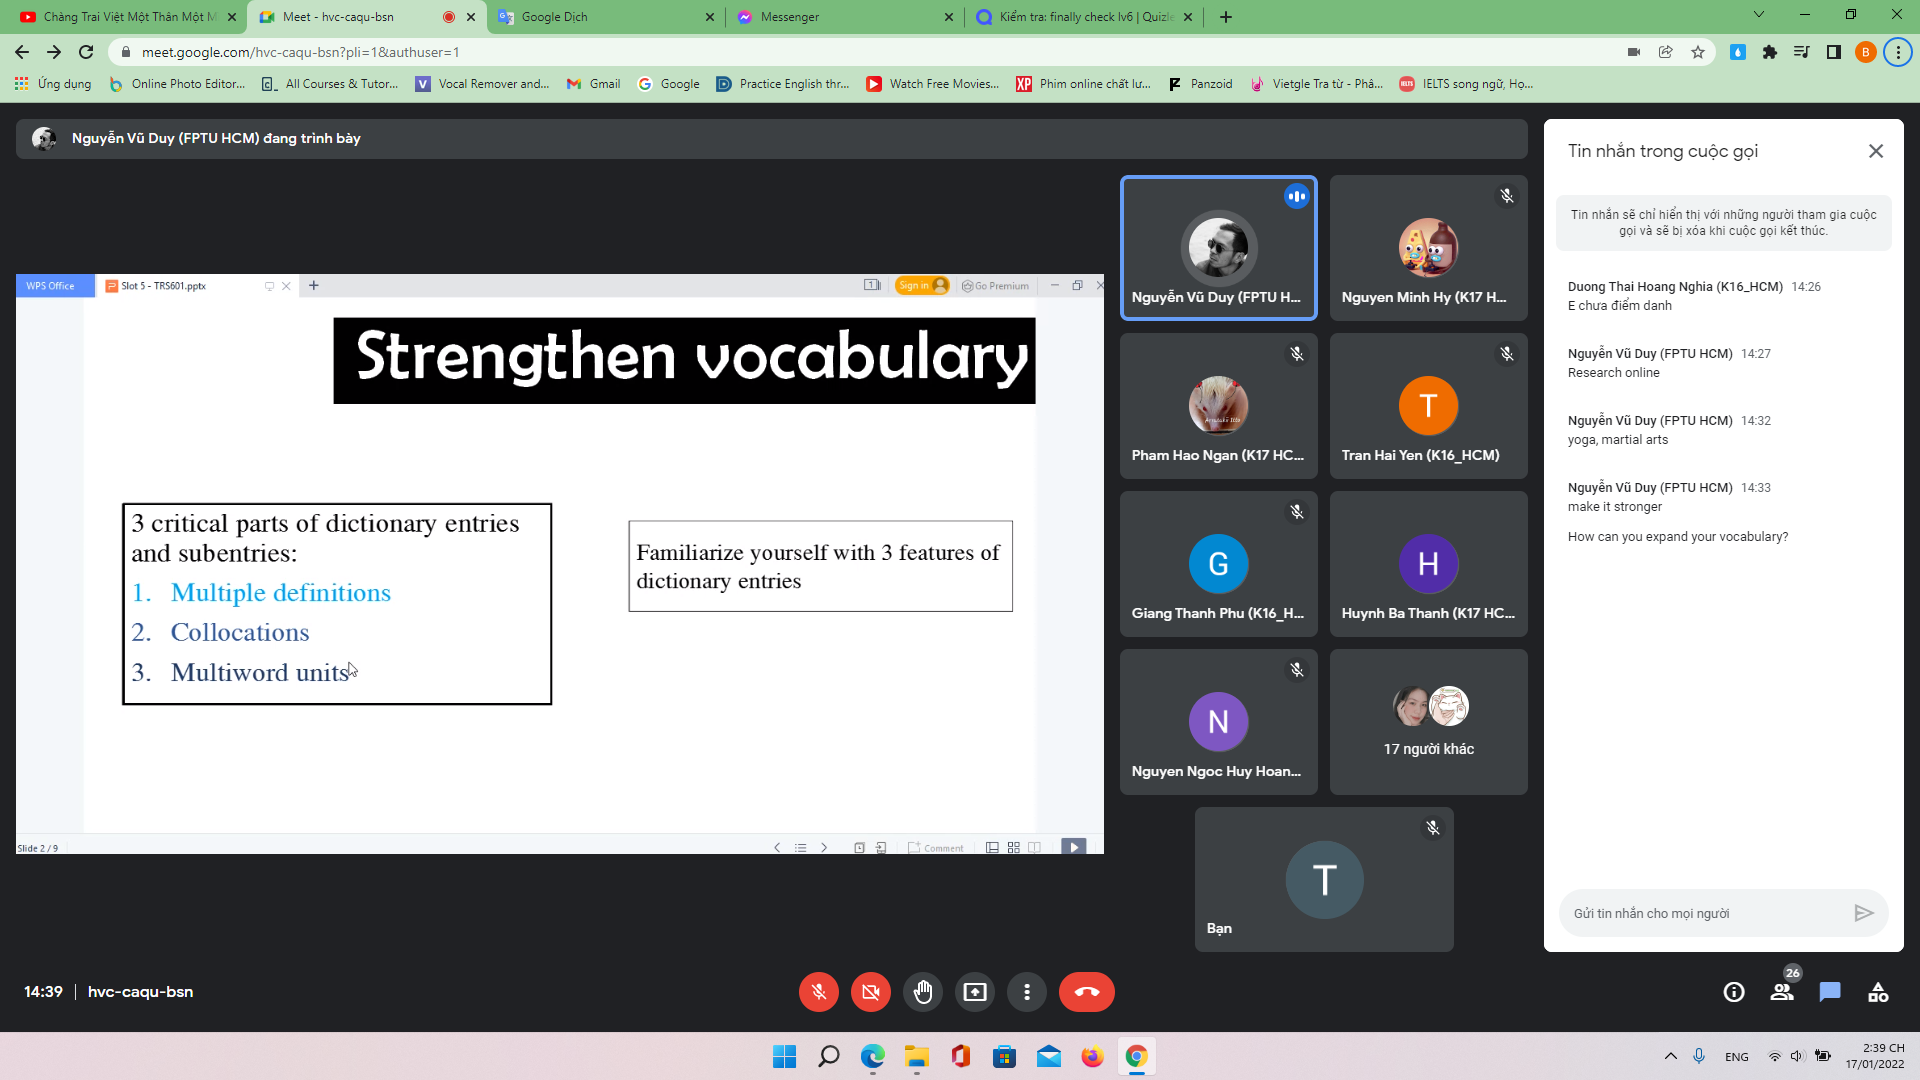 Chàng Trai Việt Một Thân Một M
Meet - hvc-caqu-bsn
Google Dịch
Messenger
Kiểm tra: finally check lv6 | Quizle
meet.google.com/hvc-caqu-bsn?pli=1&authuser=1
B
Ứng dụng
Online Photo Editor...
All Courses & Tutor...
Vocal Remover and...
Gmail
Google
Practice English thr...
Watch Free Movies...
Phim online chất lư...
Panzoid
Vietgle Tra từ - Phâ...
IELTS song ngữ, Họ...
Nguyễn Vũ Duy (FPTU HCM) đang trình bày
WPS Office
Slot 5 - TRS601.pptx
Sign in
Go Premium
Strengthen vocabulary
3 critical parts of dictionary entries
and subentries:
1. Multiple definitions
2. Collocations
3. Multiword units
Familiarize yourself with 3 features of
dictionary entries
Slide 2 / 9
Comment
Nguyễn Vũ Duy (FPTU H...
Nguyen Minh Hy (K17 H...
Pham Hao Ngan (K17 HC...
T
Tran Hai Yen (K16_HCM)
G
Giang Thanh Phu (K16_H...
H
Huynh Ba Thanh (K17 HC...
N
Nguyen Ngoc Huy Hoan...
17 người khác
T
Bạn
Tin nhắn trong cuộc gọi
Tin nhắn sẽ chỉ hiển thị với những người tham gia cuộc
gọi và sẽ bị xóa khi cuộc gọi kết thúc.
Duong Thai Hoang Nghia (K16_HCM) 14:26
E chưa điểm danh
Nguyễn Vũ Duy (FPTU HCM) 14:27
Research online
Nguyễn Vũ Duy (FPTU HCM) 14:32
yoga, martial arts
Nguyễn Vũ Duy (FPTU HCM) 14:33
make it stronger
How can you expand your vocabulary?
Gửi tin nhắn cho mọi người
14:39 | hvc-caqu-bsn
26
ENG
2:39 CH
17/01/2022